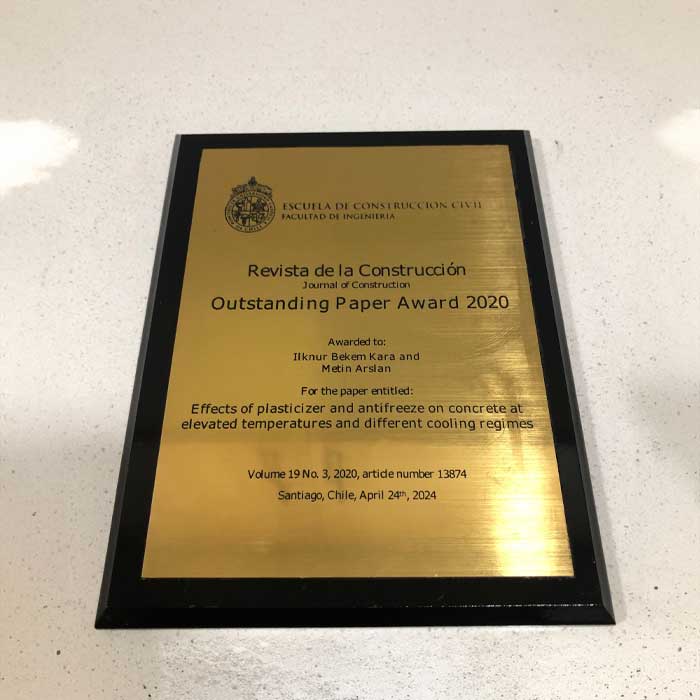 ESCUELA DE CONSTRUCCION CIVIL
FACULTAD DE INGENIERIA
Revista de la Construcción
Journal of Construction
Outstanding Paper Award 2020
Awarded to:
Ilknur Bekem Kara and
Metin Arslan
For the paper entitled:
Effects of plasticizer and antifreeze on concrete at
elevated temperatures and different cooling regimes
Volume 19 No. 3, 2020, article number 13874
Santiago, Chile, April 24th, 2024